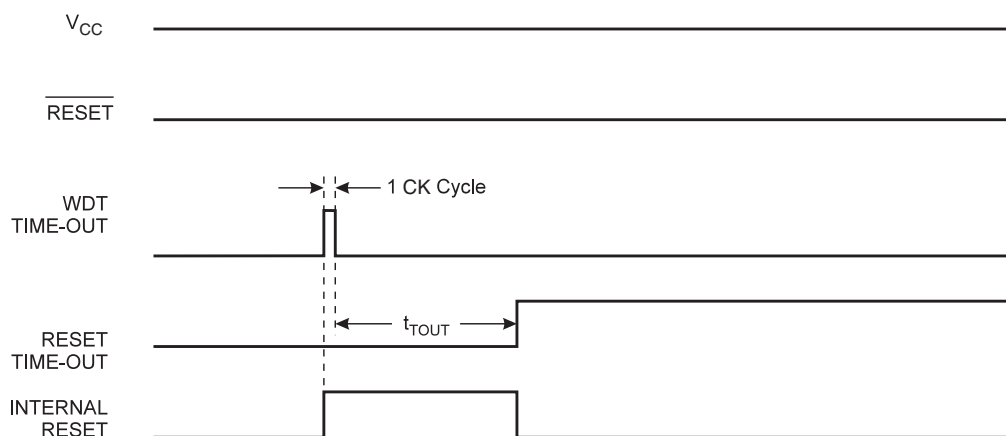 VCC
RESET
1 CK Cycle
WDT
TIME-OUT
tTOUT
RESET
TIME-OUT
INTERNAL
RESET